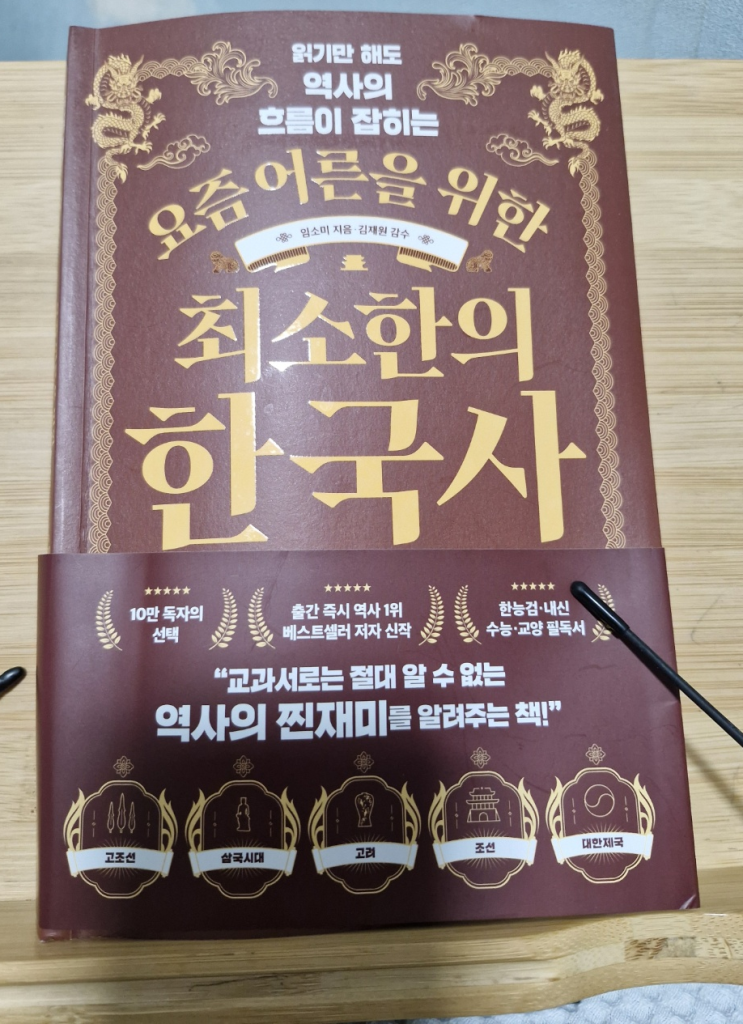 읽기만 해도
역사의
흐름이 잡히는
요즘 어른을 위한
임소미 지음·김재원 감수
최소한의
한국사
10만 독자의
선택
출간 즉시 역사 1위
베스트셀러 저자 신작
한능검·내신
수능·교양 필독서
“교과서로는 절대 알 수 없는
역사의 찐재미를 알려주는 책!”
고조선
삼국시대
고려
조선
대한제국